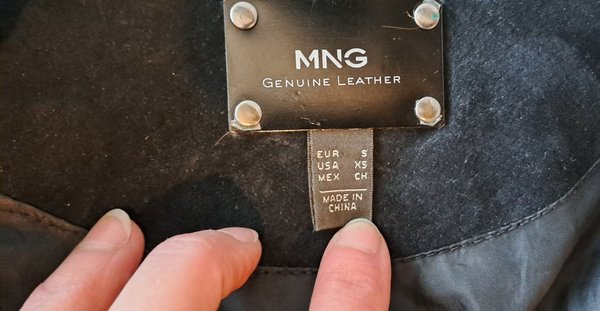 MNG
GENUINE LEATHER
EUR S
USA XS
MEX CH
MADE IN
CHINA